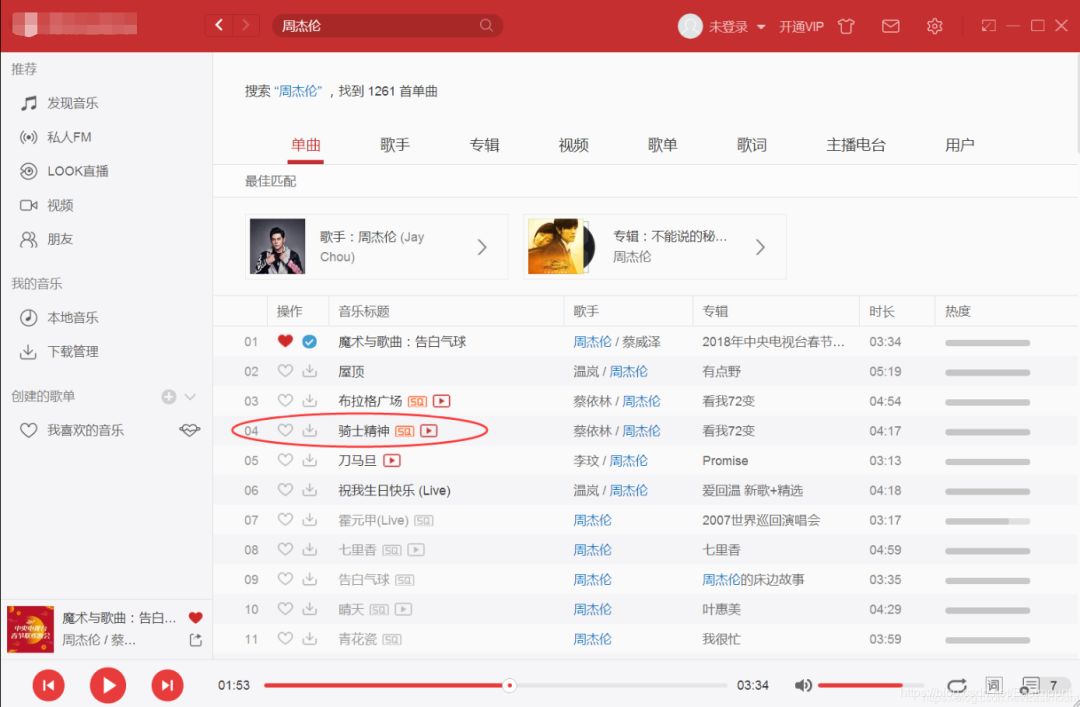 周杰伦
未登录
开通VIP
推荐
发现音乐
私人FM
LOOK直播
视频
朋友
我的音乐
本地音乐
下载管理
创建的歌单
我喜欢的音乐
搜索 “周杰伦” ，找到 1261 首单曲
单曲 歌手 专辑 视频 歌单 歌词 主播电台 用户
最佳匹配
歌手：周杰伦 (Jay
Chou)
专辑：不能说的秘...
周杰伦
操作 音乐标题 歌手 专辑 时长 热度
01 魔术与歌曲：告白气球 周杰伦 / 蔡威泽 2018年中央电视台春节... 03:34
02 屋顶 温岚 / 周杰伦 有点野 05:19
03 布拉格广场 SQ 蔡依林 / 周杰伦 看我72变 04:54
04 骑士精神 SQ 蔡依林 / 周杰伦 看我72变 04:17
05 刀马旦 李玟 / 周杰伦 Promise 03:13
06 祝我生日快乐 (Live) 温岚 / 周杰伦 爱回温 新歌+精选 04:18
07 霍元甲(Live) SQ 周杰伦 2007世界巡回演唱会 03:17
08 七里香 SQ 周杰伦 七里香 04:59
09 告白气球 SQ 周杰伦 周杰伦的床边故事 03:35
10 晴天 SQ 周杰伦 叶惠美 04:29
11 青花瓷 SQ 周杰伦 我很忙 03:59
中央电视台
春节联欢晚会
魔术与歌曲：告白...
周杰伦 / 蔡...
01:53
03:34
词
7